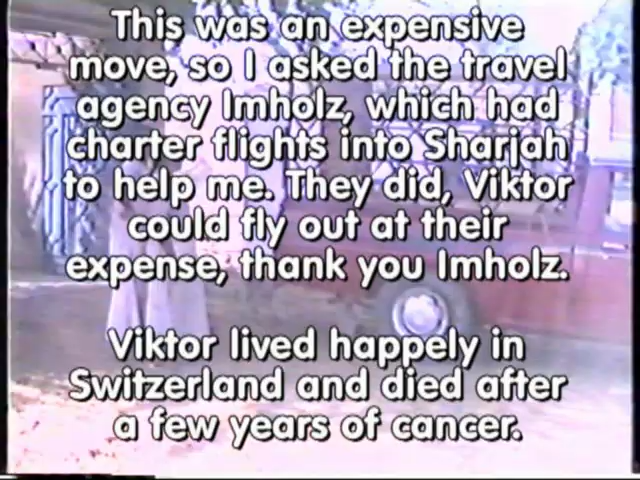 This was an expensive
move, so I asked the travel
agency Imholz, which had
charter flights into Sharjah
to help me. They did, Viktor
could fly out at their
expense, thank you Imholz.
Viktor lived happely in
Switzerland and died after
a few years of cancer.